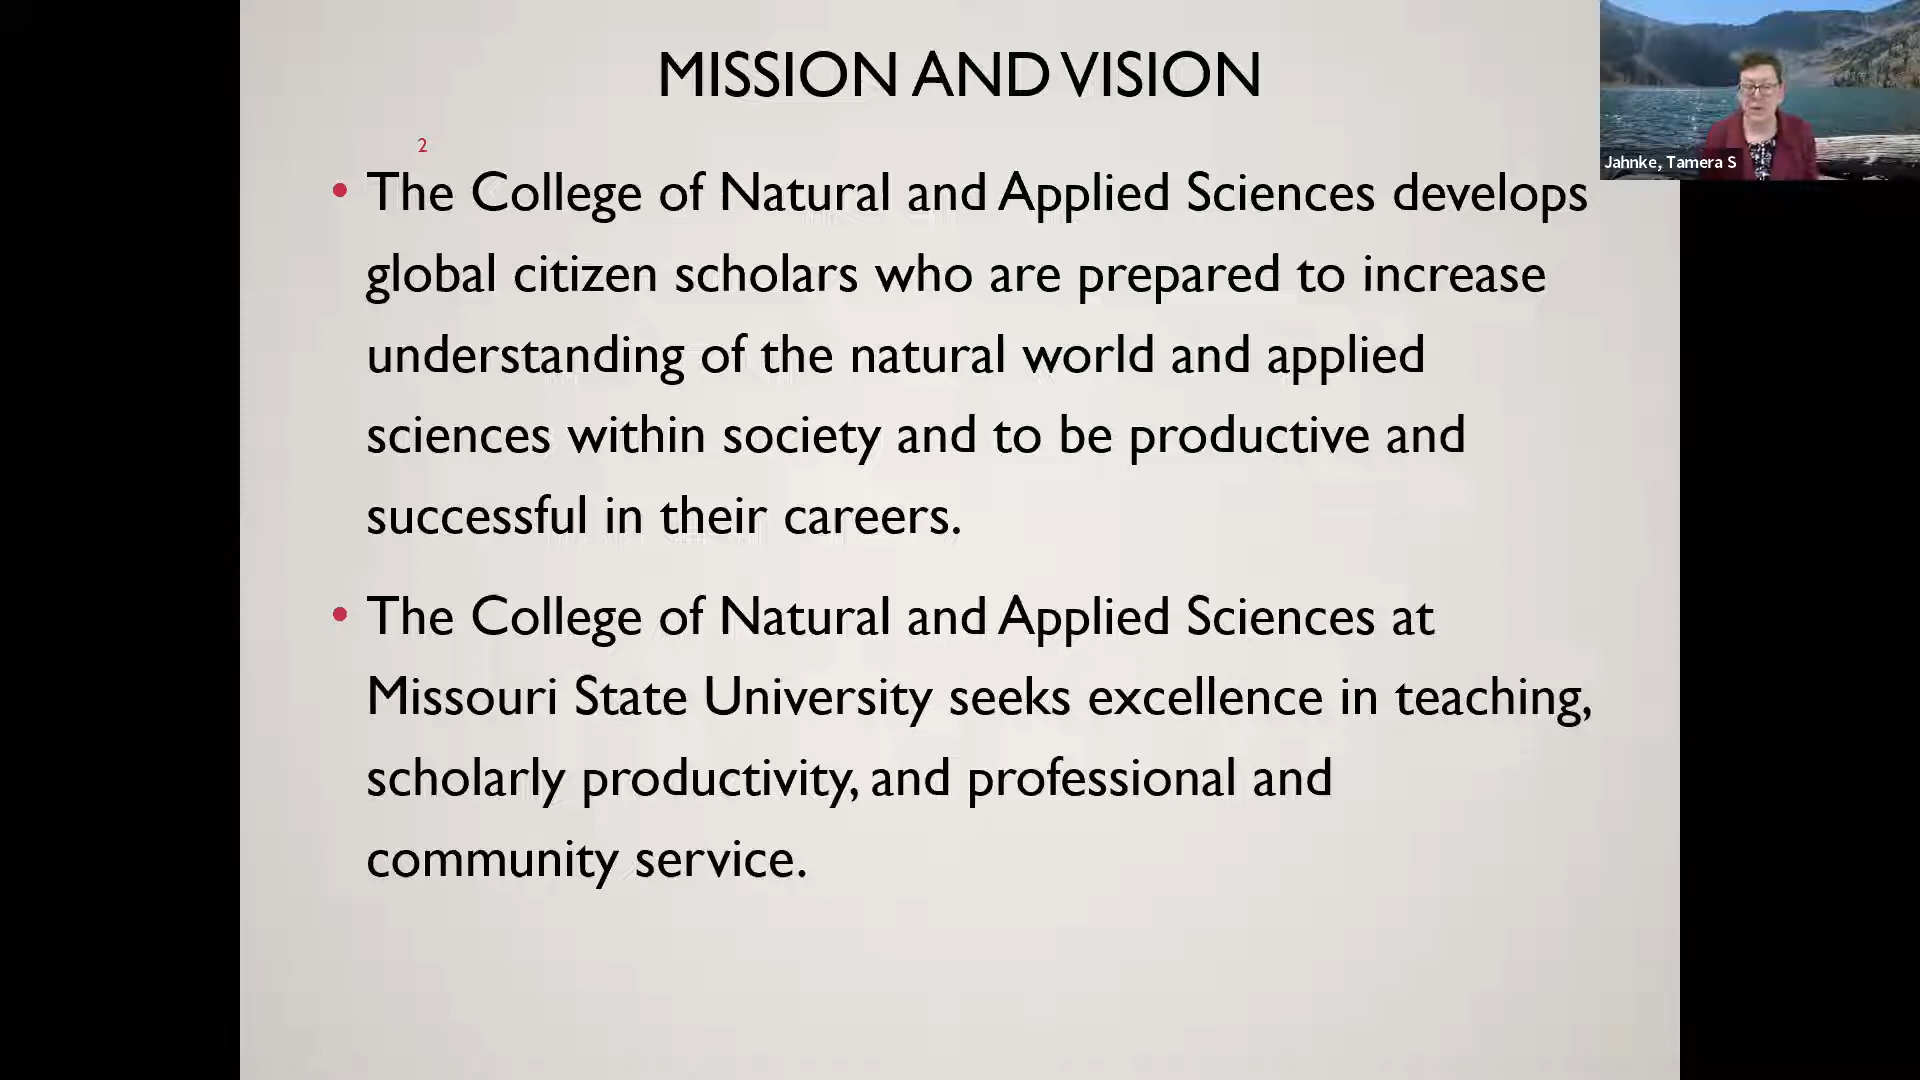 MISSION AND VISION
Jahnke, Tamera S
2
• The College of Natural and Applied Sciences develops
global citizen scholars who are prepared to increase
understanding of the natural world and applied
sciences within society and to be productive and
successful in their careers.
• The College of Natural and Applied Sciences at
Missouri State University seeks excellence in teaching,
scholarly productivity, and professional and
community service.